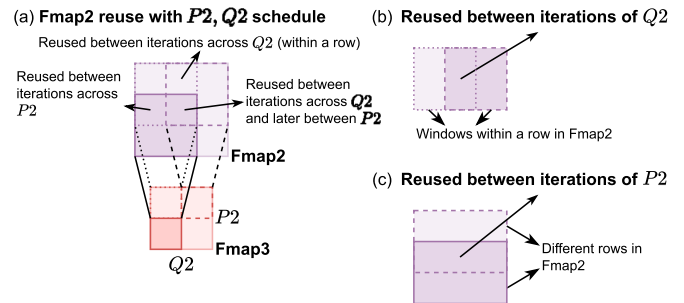 (a) Fmap2 reuse with P2, Q2 schedule
Reused between iterations across Q2 (within a row)
Reused between
iterations across
P2
Reused between
iterations across Q2
and later between P2
Fmap2
P2
Fmap3
Q2
(b) Reused between iterations of Q2
Windows within a row in Fmap2
(c) Reused between iterations of P2
Different rows in
Fmap2